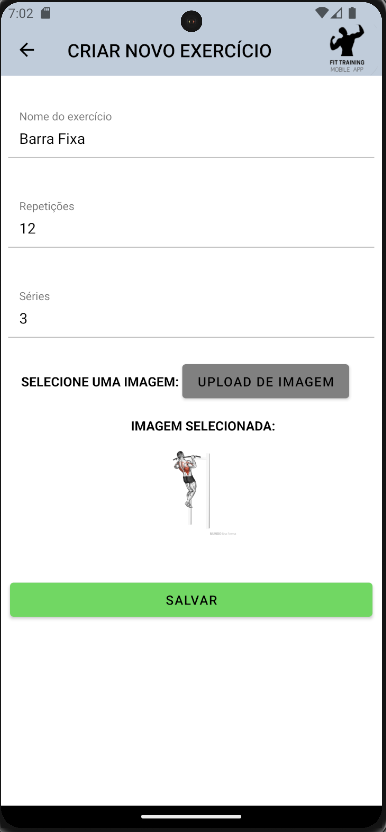 7:02
CRIAR NOVO EXERCÍCIO
FIT TRAINING
MOBILE APP
Nome do exercício
Barra Fixa
Repetições
12
Séries
3
SELECIONE UMA IMAGEM: UPLOAD DE IMAGEM
IMAGEM SELECIONADA:
SALVAR